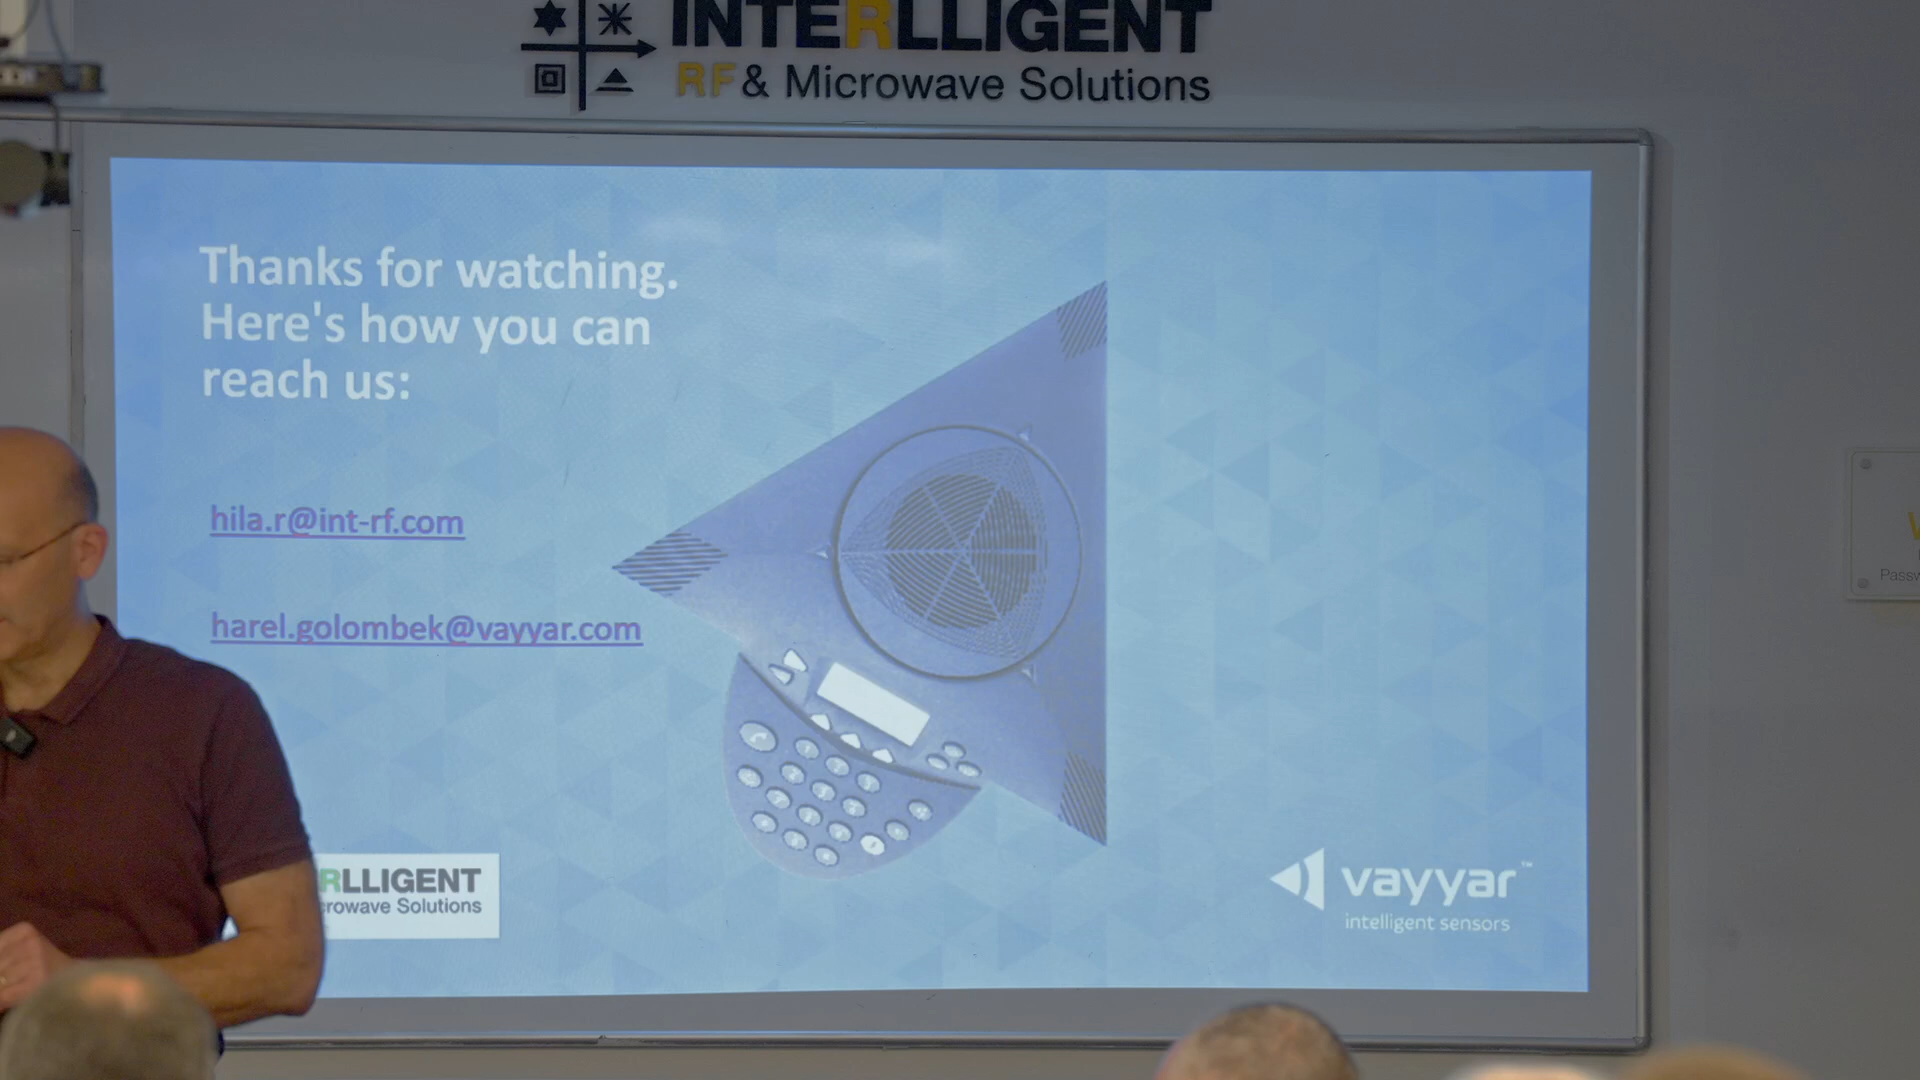 INTERLLIGENT
RF & Microwave Solutions
Thanks for watching.
Here's how you can
reach us:
hila.r@int-rf.com
harel.golombek@vayyar.com
RLLIGENT
rowave Solutions
vayyar™
intelligent sensors